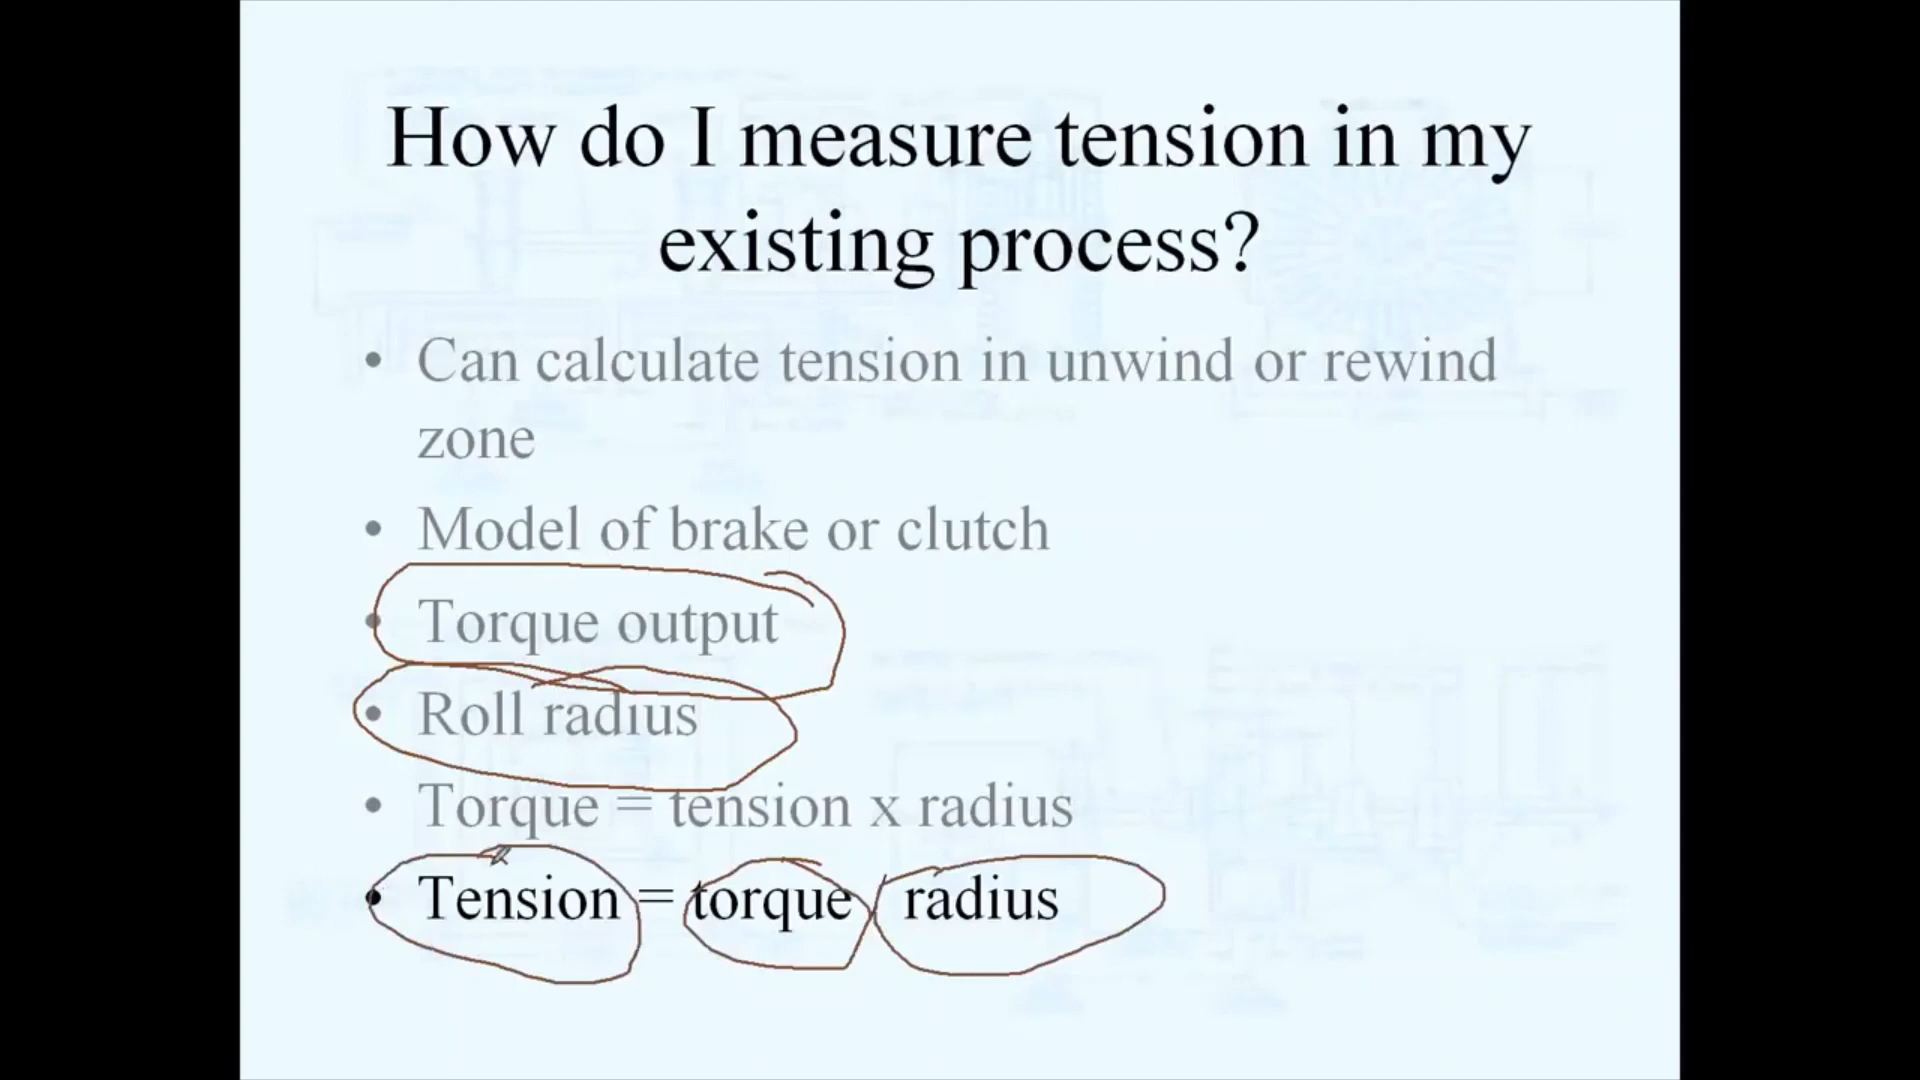 How do I measure tension in my
existing process?
• Can calculate tension in unwind or rewind
zone
• Model of brake or clutch
• Torque output
• Roll radius
• Torque = tension x radius
• Tension = torque / radius